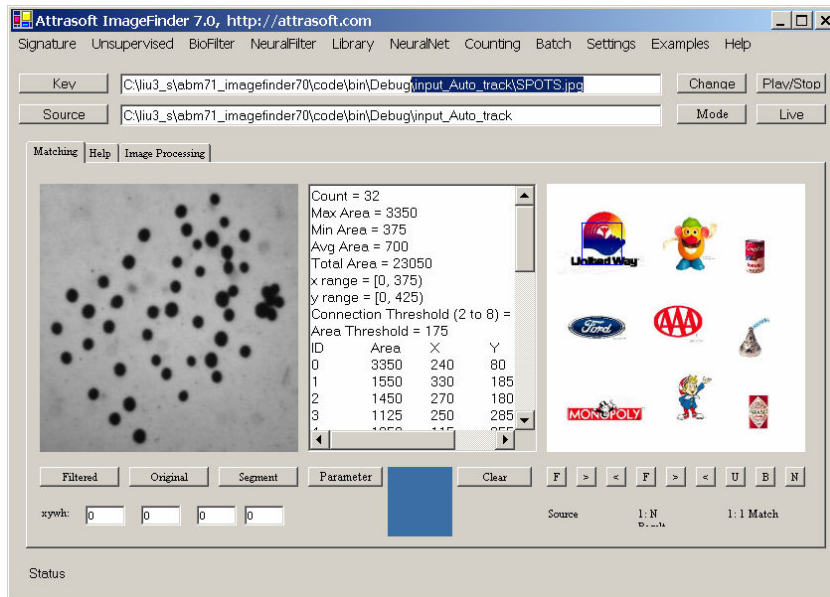 Attrasoft ImageFinder 7.0, http://attrasoft.com
Signature Unsupervised BioFilter NeuralFilter Library NeuralNet Counting Batch Settings Examples Help
Key C:\liu3_s\abm71_imagefinder70\code\bin\Debug\input_Auto_track\SPOTS.jpg Change Play/Stop
Source C:\liu3_s\abm71_imagefinder70\code\bin\Debug\input_Auto_track Mode Live
Matching Help Image Processing
Count = 32
Max Area = 3350
Min Area = 375
Avg Area = 700
Total Area = 23050
x range = [0, 375)
y range = [0, 425)
Connection Threshold (2 to 8) =
Area Threshold = 175
ID Area X Y
0 3350 240 80
1 1550 330 185
2 1450 270 180
3 1125 250 285
United Way
Ford
AAA
MONOPOLY
Filtered Original Segment Parameter Clear F > < F > < U B N
xywh: 0 0 0 0
Source 1: N 1: 1 Match
Status